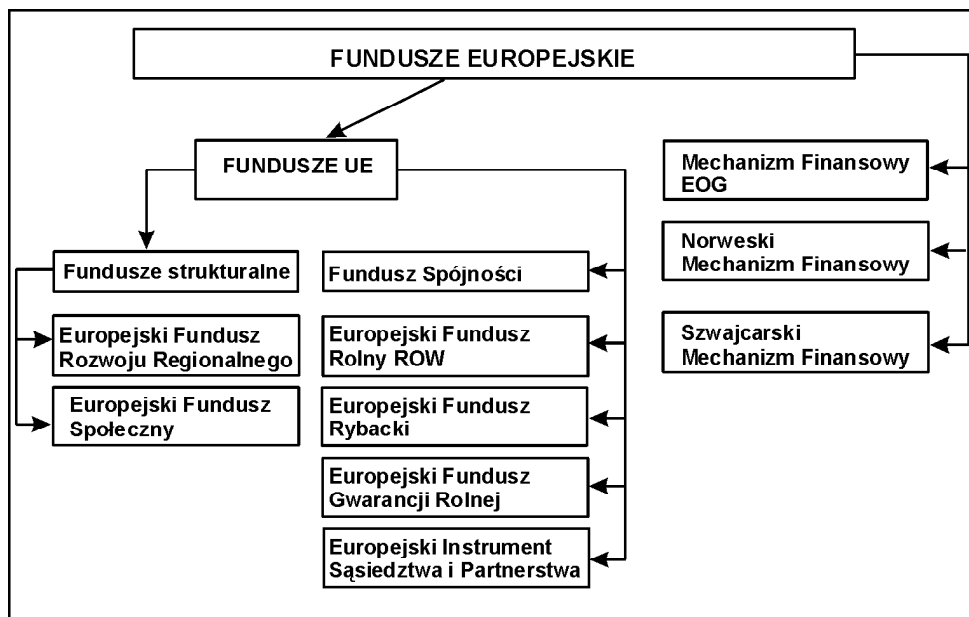 FUNDUSZE EUROPEJSKIE
FUNDUSZE UE
Fundusze strukturalne
Europejski Fundusz
Rozwoju Regionalnego
Europejski Fundusz
Społeczny
Fundusz Spójności
Europejski Fundusz
Rolny ROW
Europejski Fundusz
Rybacki
Europejski Fundusz
Gwarancji Rolnej
Europejski Instrument
Sąsiedztwa i Partnerstwa
Mechanizm Finansowy
EOG
Norweski
Mechanizm Finansowy
Szwajcarski
Mechanizm Finansowy